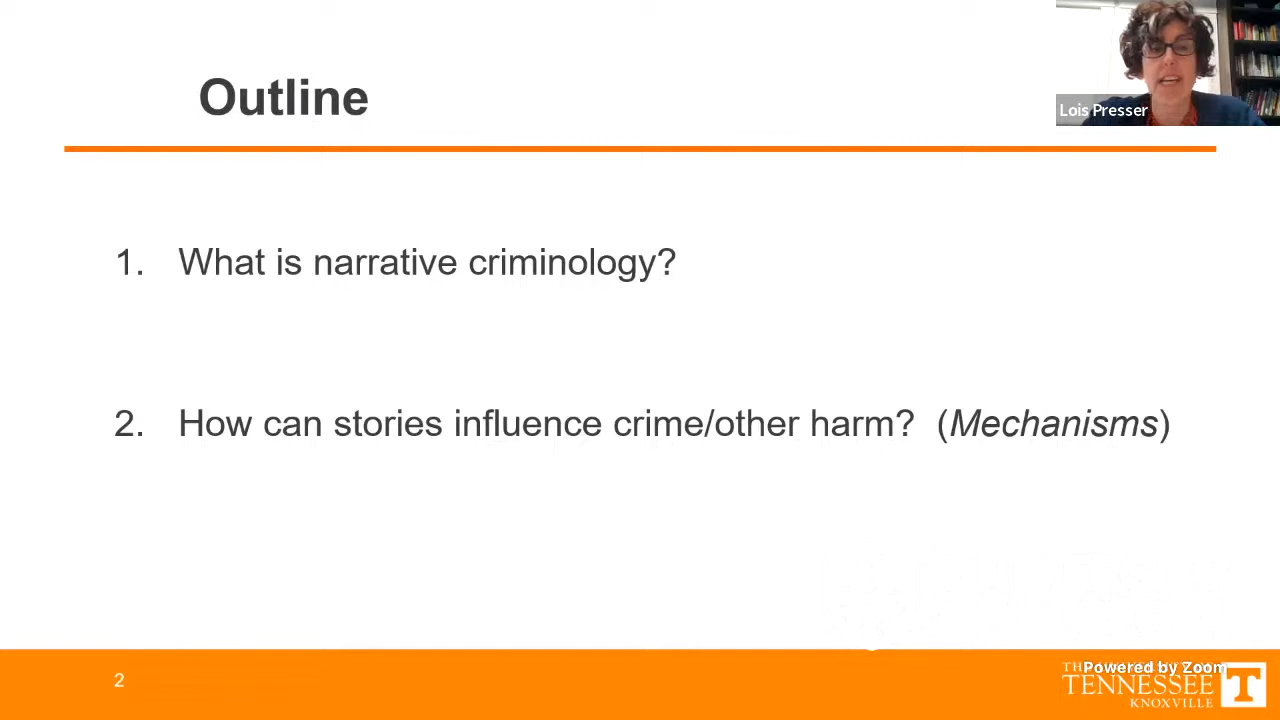 Outline
Lois Presser
1. What is narrative criminology?
2. How can stories influence crime/other harm? (Mechanisms)
2
Powered by Zoom
TENNESSEE
KNOXVILLE
T